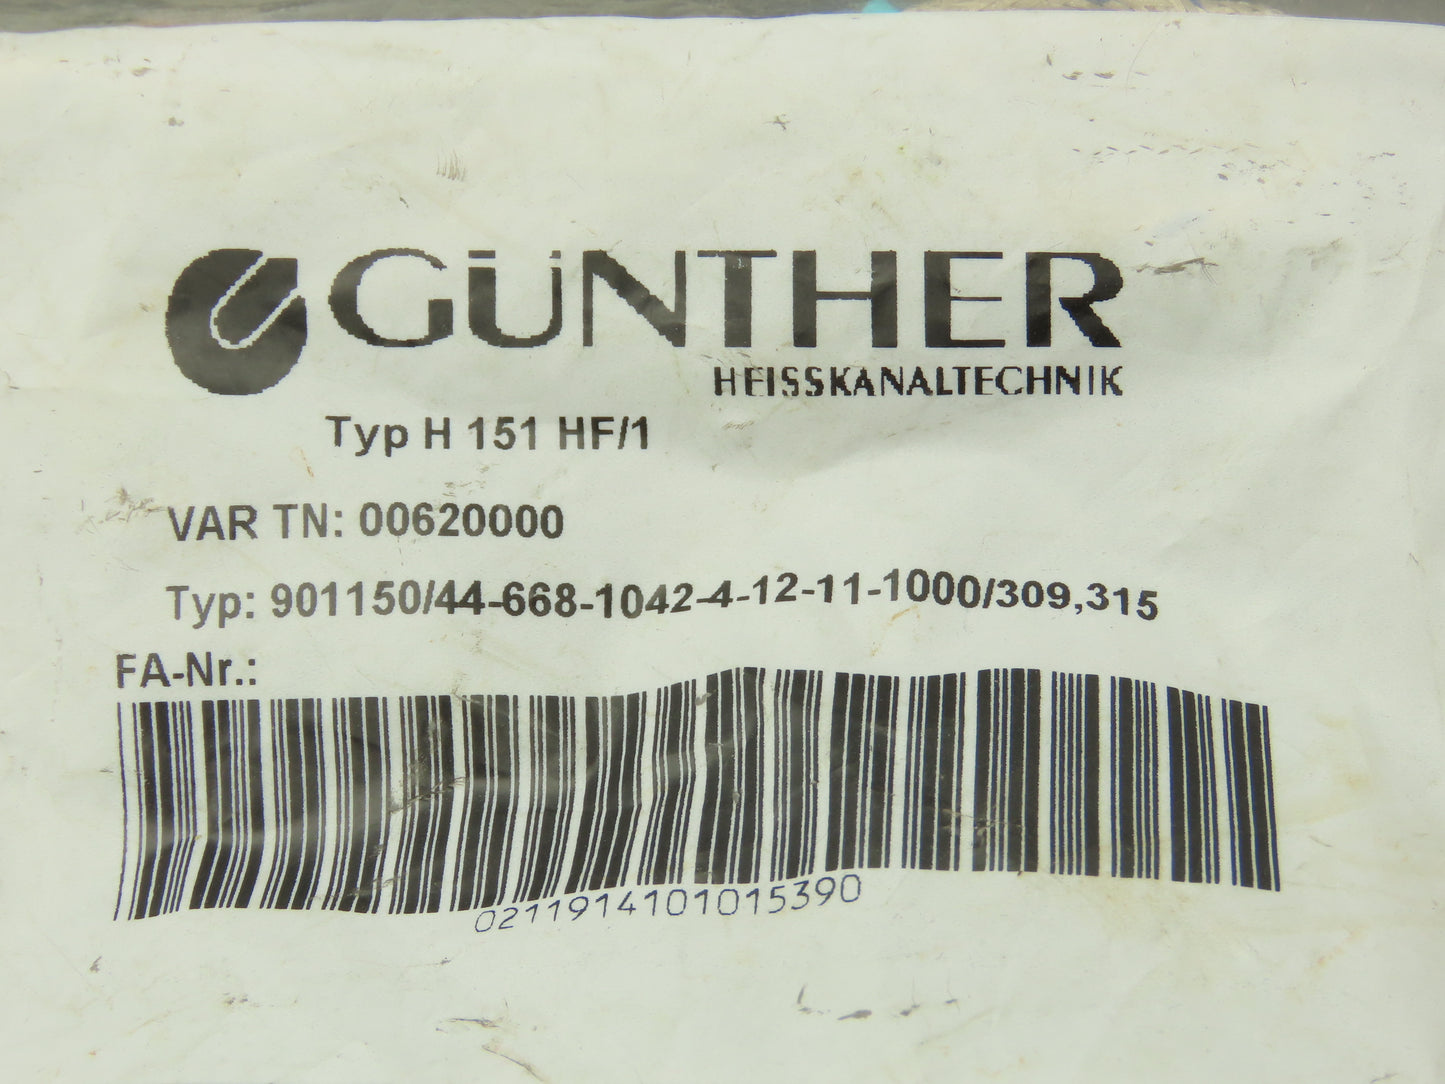 GÜNTHER
HEISSKANALTECHNIK
Typ H 151 HF/1
VAR TN: 00620000
Typ: 901150/44-668-1042-4-12-11-1000/309,315
FA-Nr.:
0211914101015390